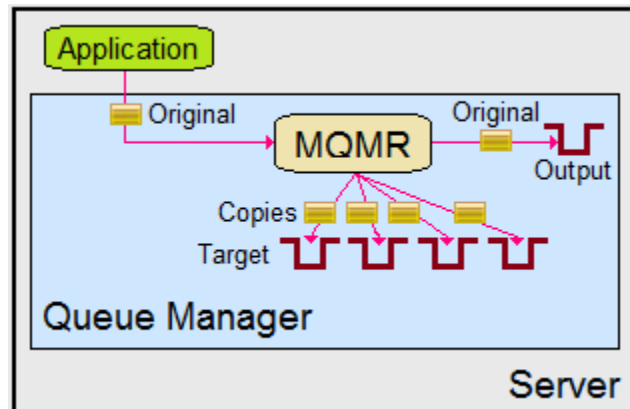 Application
Original
Original
MQMR
Output
Copies
Target
Queue Manager
Server